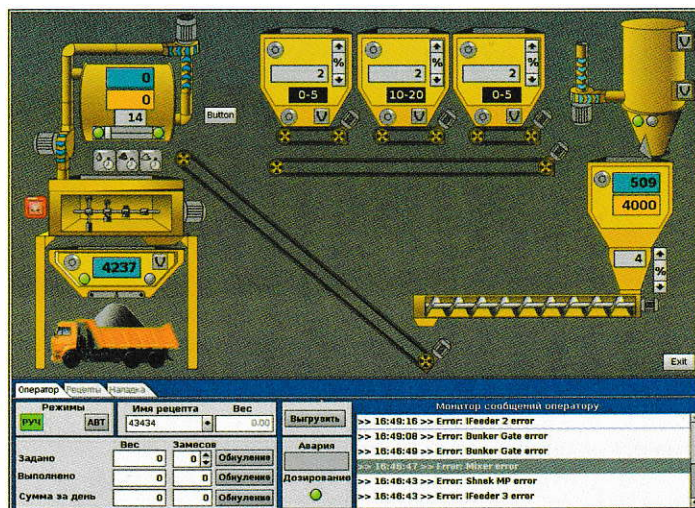 0
0
14
Button
2
%
0-5
2
%
10-20
2
%
0-5
509
4000
4
%
4237
Exit
Оператор Рецепты Наладка
Режимы
РУЧ АВТ
Имя рецепта Вес
43434 0.00
Выгрузить
Вес Замесов
Задано 0 0 Обнуление
Выполнено 0 0 Обнуление
Сумма за день 0 0 Обнуление
Авария
Дозирование
Монитор сообщений оператору
>> 16:49:16 >> Error: IFeeder 2 error
>> 16:49:08 >> Error: Bunker Gate error
>> 16:46:49 >> Error: Bunker Gate error
>> 16:46:47 >> Error: Mixer error
>> 16:46:43 >> Error: Shnek MP error
>> 16:46:43 >> Error: IFeeder 3 error